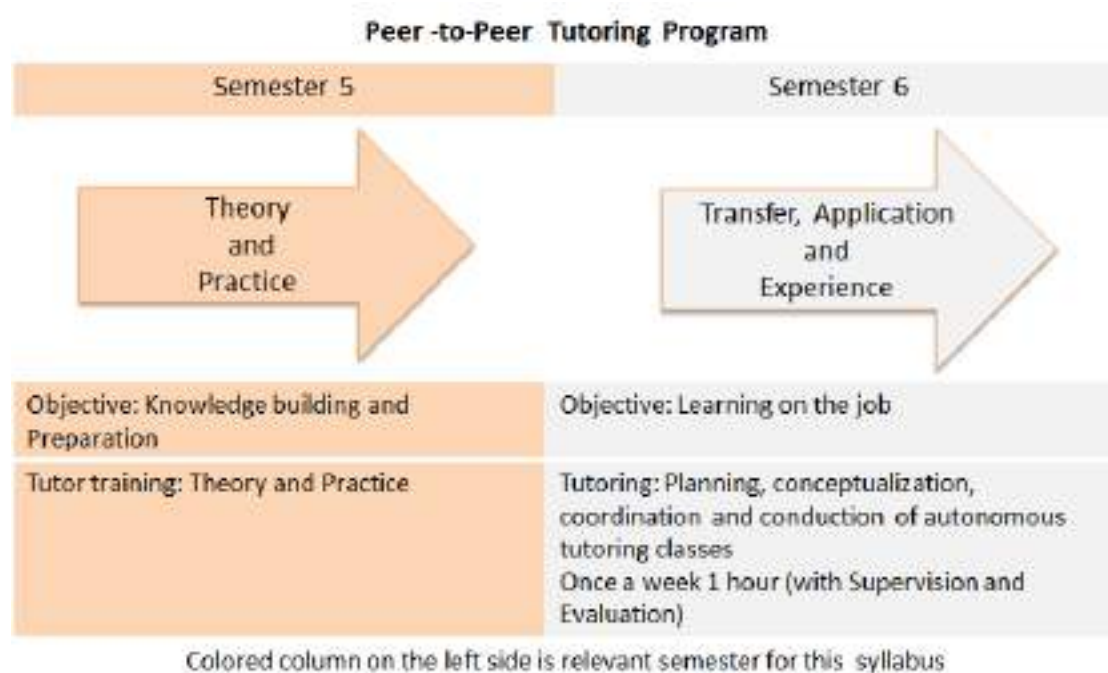 Peer -to-Peer Tutoring Program
Semester 5
Semester 6
Theory
and
Practice
Transfer, Application
and
Experience
Objective: Knowledge building and
Preparation
Objective: Learning on the job
Tutor training: Theory and Practice
Tutoring: Planning, conceptualization,
coordination and conduction of autonomous
tutoring classes
Once a week 1 hour (with Supervision and
Evaluation)
Colored column on the left side is relevant semester for this syllabus